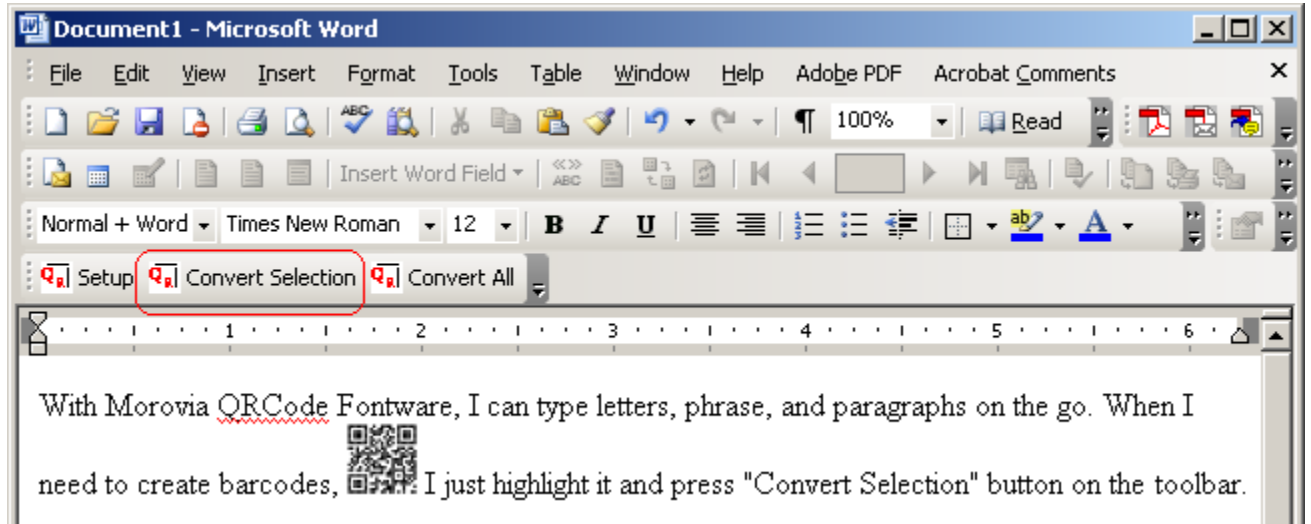 Document1 - Microsoft Word
File Edit View Insert Format Tools Table Window Help Adobe PDF Acrobat Comments
ABC 100% Read
Insert Word Field ABC
Normal + Word Times New Roman 12 B I U ab A
Setup Convert Selection Convert All
1 2 3 4 5 6
With Morovia QRCode Fontware, I can type letters, phrase, and paragraphs on the go. When I
need to create barcodes, I just highlight it and press "Convert Selection" button on the toolbar.